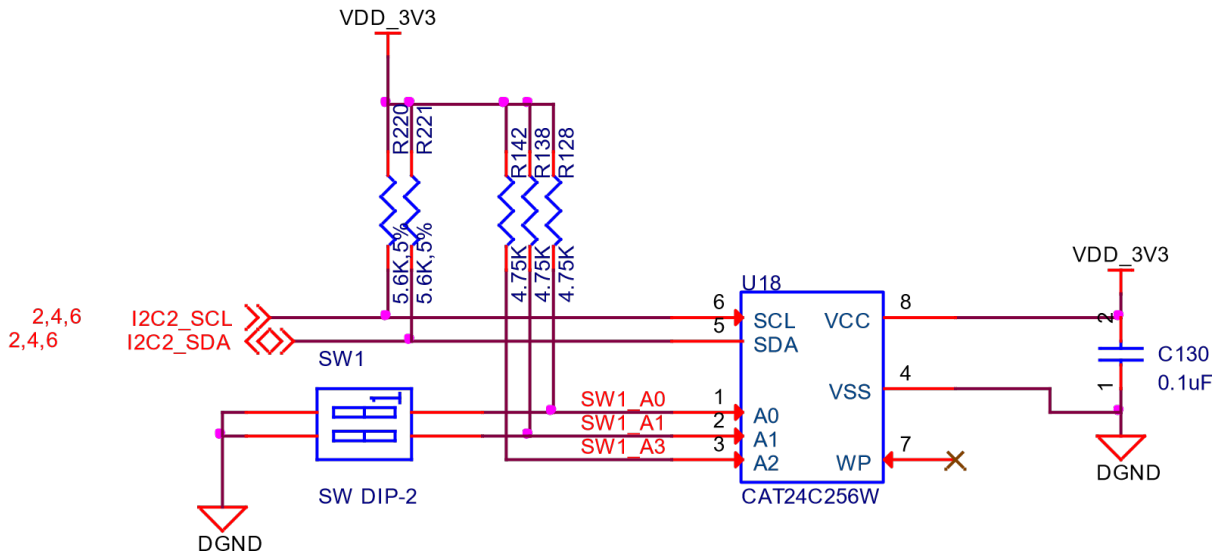 VDD_3V3
R220
R221
R142
R138
R128
5.6K,5%
5.6K,5%
4.75K
4.75K
4.75K
VDD_3V3
U18
2,4,6
I2C2_SCL
6
SCL
VCC
8
2
2,4,6
I2C2_SDA
5
SDA
C130
0.1uF
SW1
VSS
4
1
1
SW1_A0
1
A0
SW1_A1
2
A1
SW1_A3
3
A2
WP
7
DGND
SW DIP-2
CAT24C256W
DGND